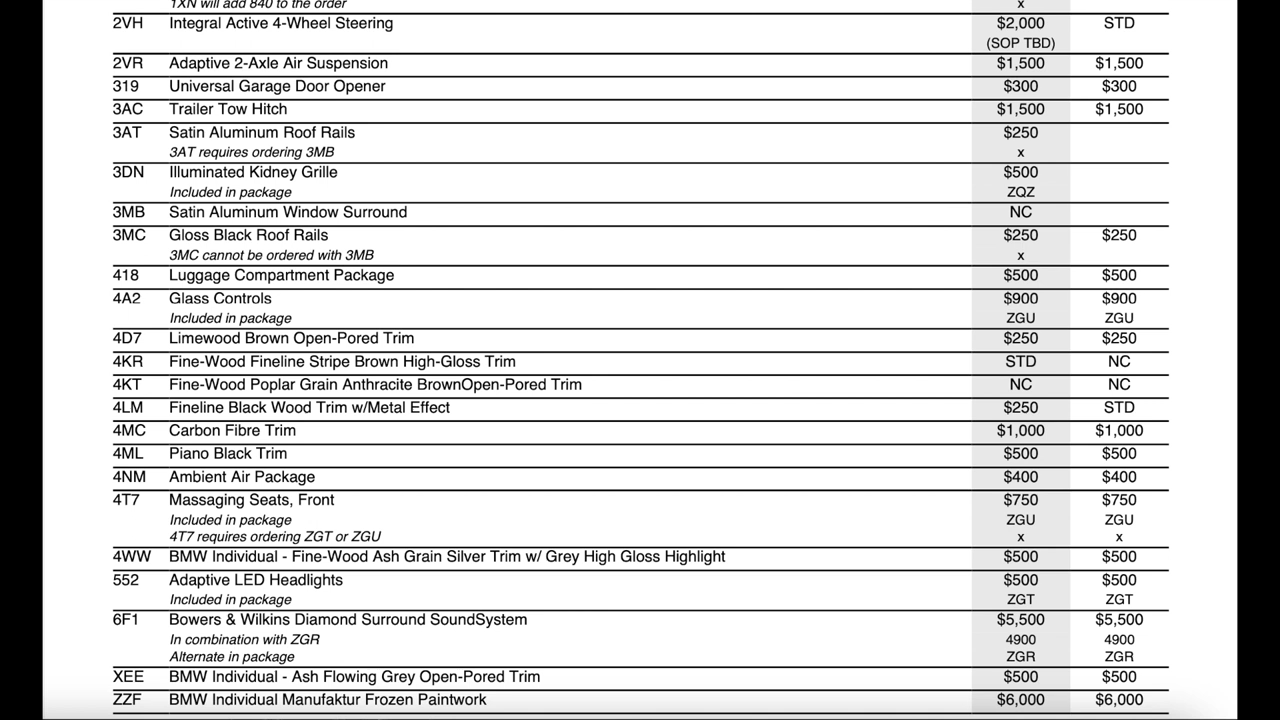 1XN will add 840 to the order x
2VH Integral Active 4-Wheel Steering $2,000 STD
(SOP TBD)
2VR Adaptive 2-Axle Air Suspension $1,500 $1,500
319 Universal Garage Door Opener $300 $300
3AC Trailer Tow Hitch $1,500 $1,500
3AT Satin Aluminum Roof Rails $250
3AT requires ordering 3MB x
3DN Illuminated Kidney Grille $500
Included in package ZQZ
3MB Satin Aluminum Window Surround NC
3MC Gloss Black Roof Rails $250 $250
3MC cannot be ordered with 3MB x
418 Luggage Compartment Package $500 $500
4A2 Glass Controls $900 $900
Included in package ZGU ZGU
4D7 Limewood Brown Open-Pored Trim $250 $250
4KR Fine-Wood Fineline Stripe Brown High-Gloss Trim STD NC
4KT Fine-Wood Poplar Grain Anthracite BrownOpen-Pored Trim NC NC
4LM Fineline Black Wood Trim w/Metal Effect $250 STD
4MC Carbon Fibre Trim $1,000 $1,000
4ML Piano Black Trim $500 $500
4NM Ambient Air Package $400 $400
4T7 Massaging Seats, Front $750 $750
Included in package ZGU ZGU
4T7 requires ordering ZGT or ZGU x x
4WW BMW Individual - Fine-Wood Ash Grain Silver Trim w/ Grey High Gloss Highlight $500 $500
552 Adaptive LED Headlights $500 $500
Included in package ZGT ZGT
6F1 Bowers & Wilkins Diamond Surround SoundSystem $5,500 $5,500
In combination with ZGR 4900 4900
Alternate in package ZGR ZGR
XEE BMW Individual - Ash Flowing Grey Open-Pored Trim $500 $500
ZZF BMW Individual Manufaktur Frozen Paintwork $6,000 $6,000